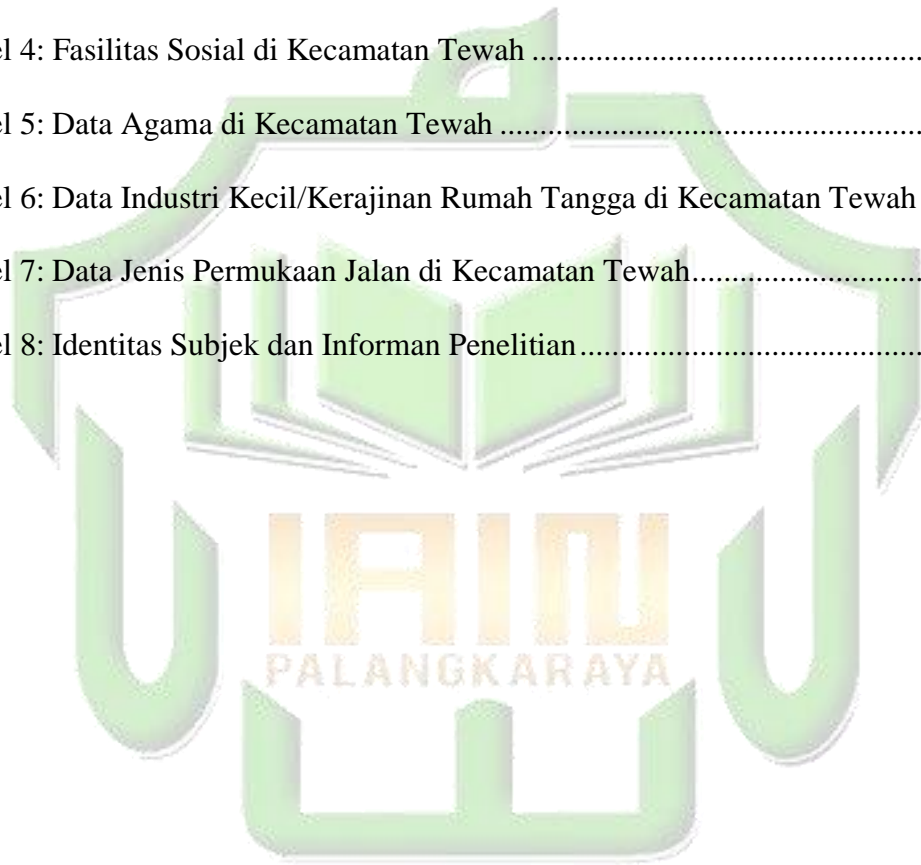 el 4: Fasilitas Sosial di Kecamatan Tewah ................................................
el 5: Data Agama di Kecamatan Tewah .....................................................
el 6: Data Industri Kecil/Kerajinan Rumah Tangga di Kecamatan Tewah
el 7: Data Jenis Permukaan Jalan di Kecamatan Tewah.............................
el 8: Identitas Subjek dan Informan Penelitian...........................................
IAIN
PALANGKARAYA